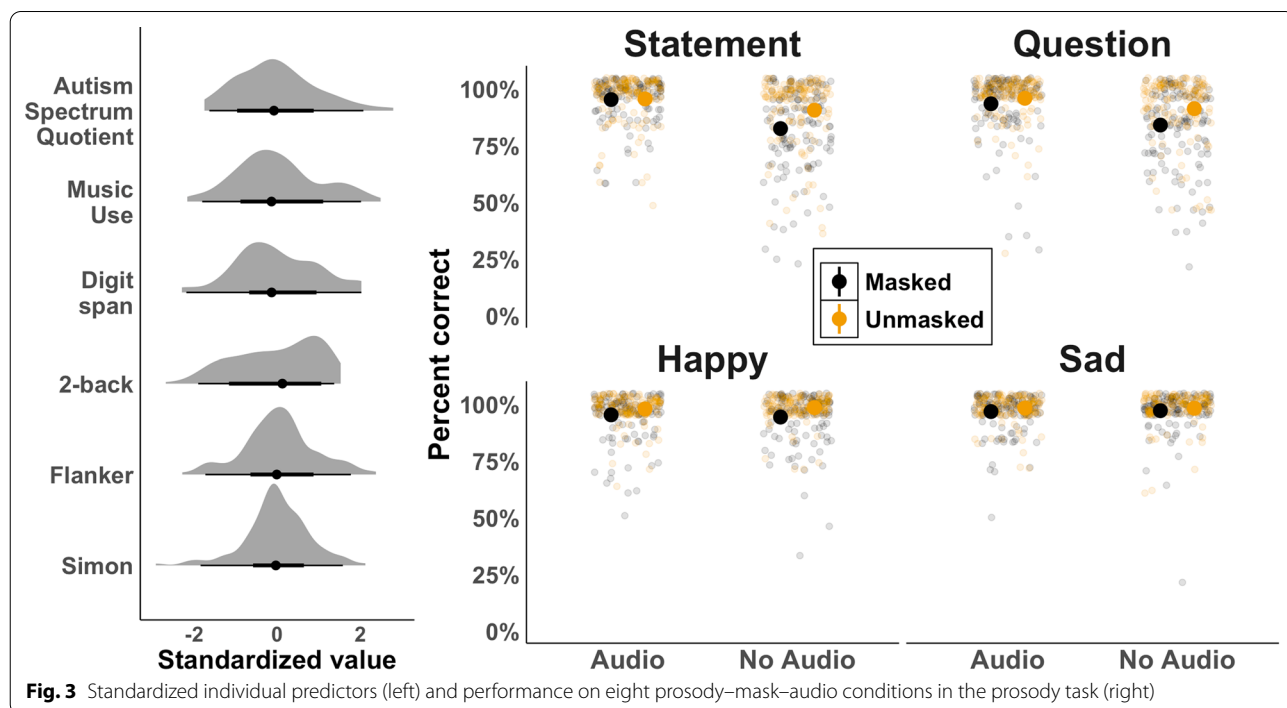 Autism
Spectrum
Quotient
Music
Use
Digit
span
2-back
Flanker
Simon
-2 0 2
Standardized value
Percent correct
Statement Question
100%
75%
50%
25%
0%
Masked
Unmasked
Happy Sad
100%
75%
50%
25%
0%
Audio No Audio Audio No Audio
Fig. 3 Standardized individual predictors (left) and performance on eight prosody–mask–audio conditions in the prosody task (right)